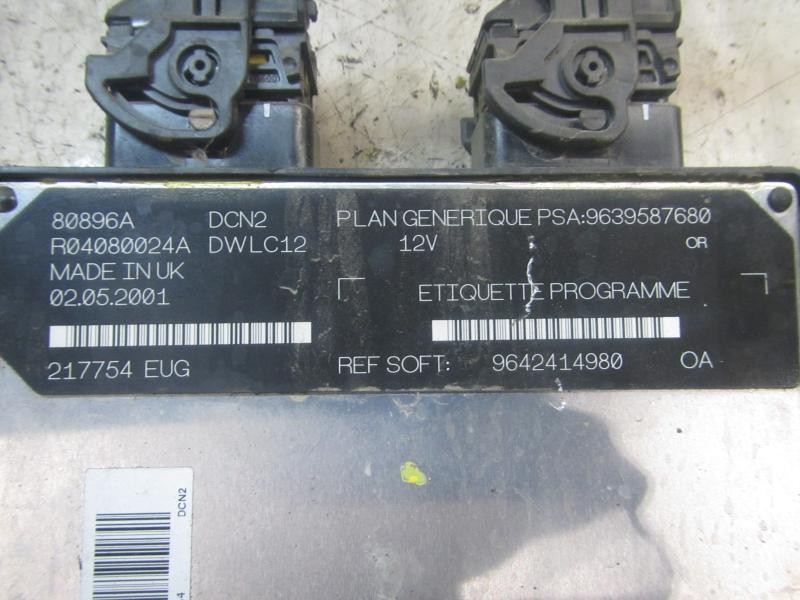 80896A DCN2 PLAN GENERIQUE PSA:9639587680
R04080024A DWLC12 12V OR
MADE IN UK
02.05.2001 ETIQUETTE PROGRAMME
217754 EUG REF SOFT: 9642414980 OA
DCN2